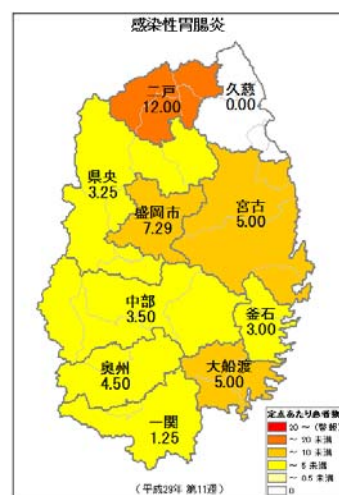 感染性胃腸炎
二戸
12.00
久慈
0.00
県央
3.25
盛岡市
7.29
宮古
5.00
中部
3.50
釜石
3.00
奥州
4.50
大船渡
5.00
一関
1.25
定点あたり患者数
20 ～ (警報)
～ 20 未満
～ 10 未満
～ 5 未満
～ 0.5 未満
0
(平成29年 第11週)